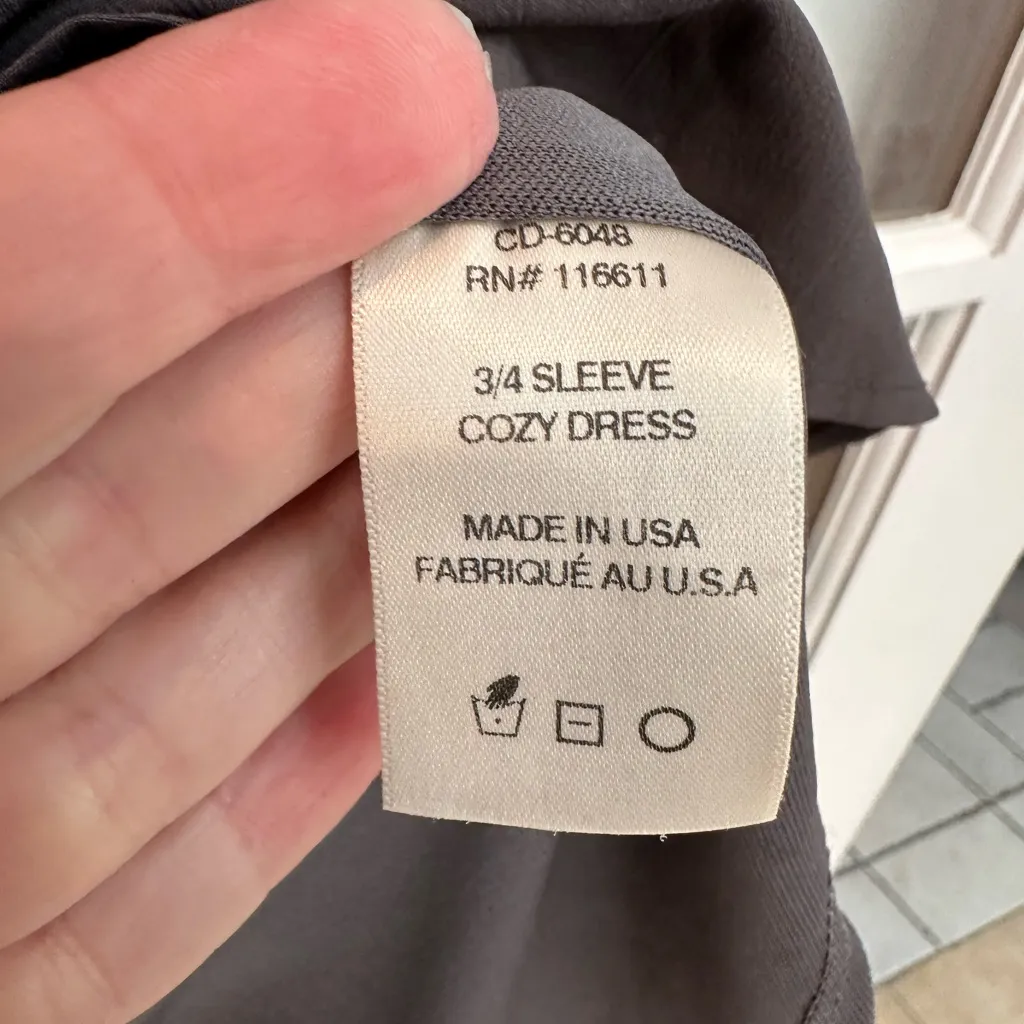 CD-6048
RN# 116611
3/4 SLEEVE
COZY DRESS
MADE IN USA
FABRIQUÉ AU U.S.A